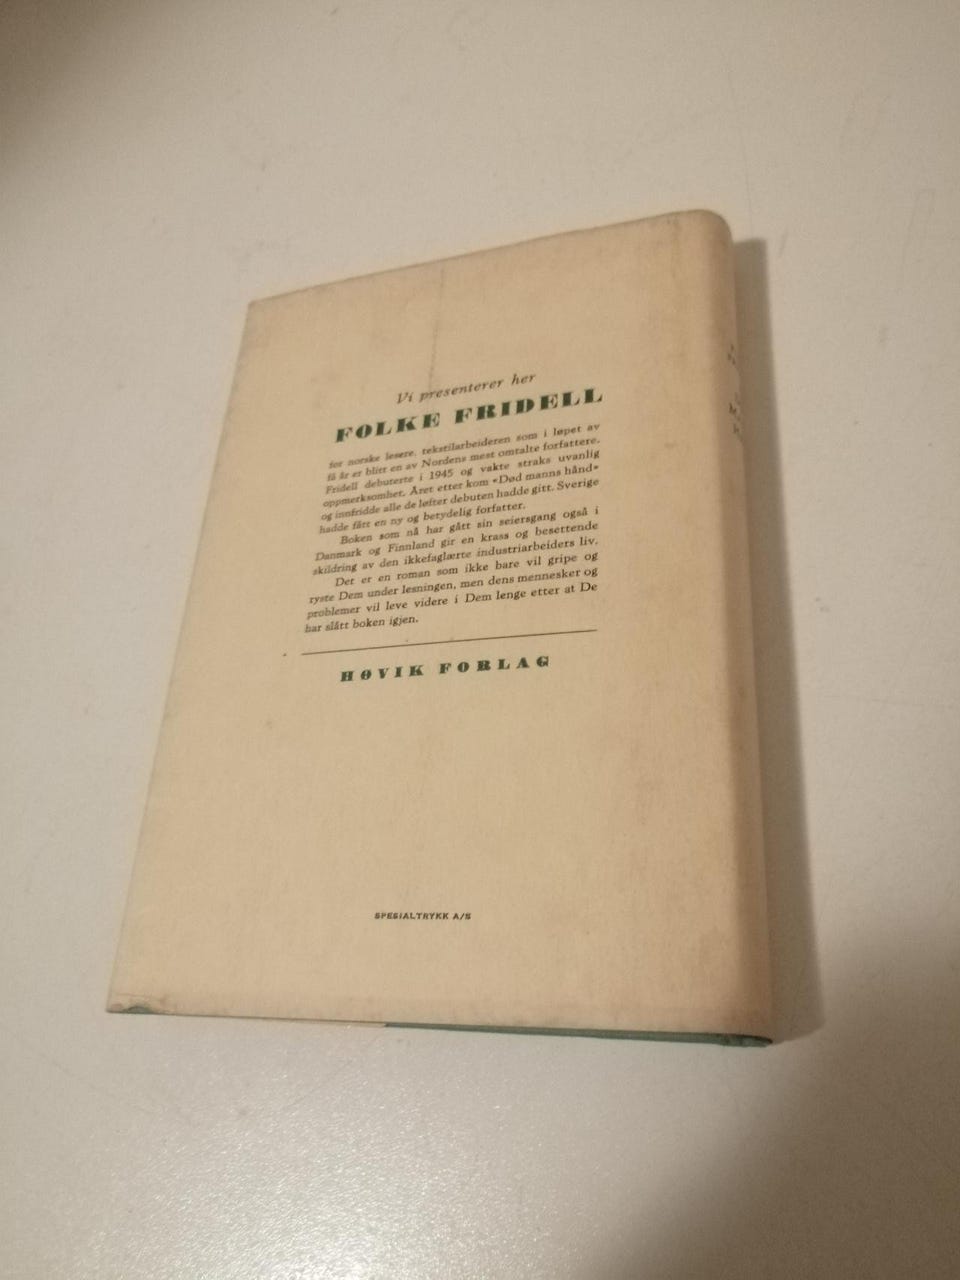 Vi presenterer her
FOLKE FRIDELL
for norske lesere, tekstilarbeideren som i løpet av
få år er blitt en av Nordens mest omtalte forfattere.
Fridell debuterte i 1945 og vakte straks uvanlig
oppmerksomhet. Året etter kom «Død manns hånd»
og innfridde alle de løfter debuten hadde gitt. Sverige
hadde fått en ny og betydelig forfatter.
Boken som nå har gått sin seiersgang også i
Danmark og Finnland gir en krass og besettende
skildring av den ikkefaglærte industriarbeiders liv.
Det er en roman som ikke bare vil gripe og
ryste Dem under lesningen, men dens mennesker og
problemer vil leve videre i Dem lenge etter at De
har slått boken igjen.
HØVIK FORLAG
SPESIALTRYKK A/S